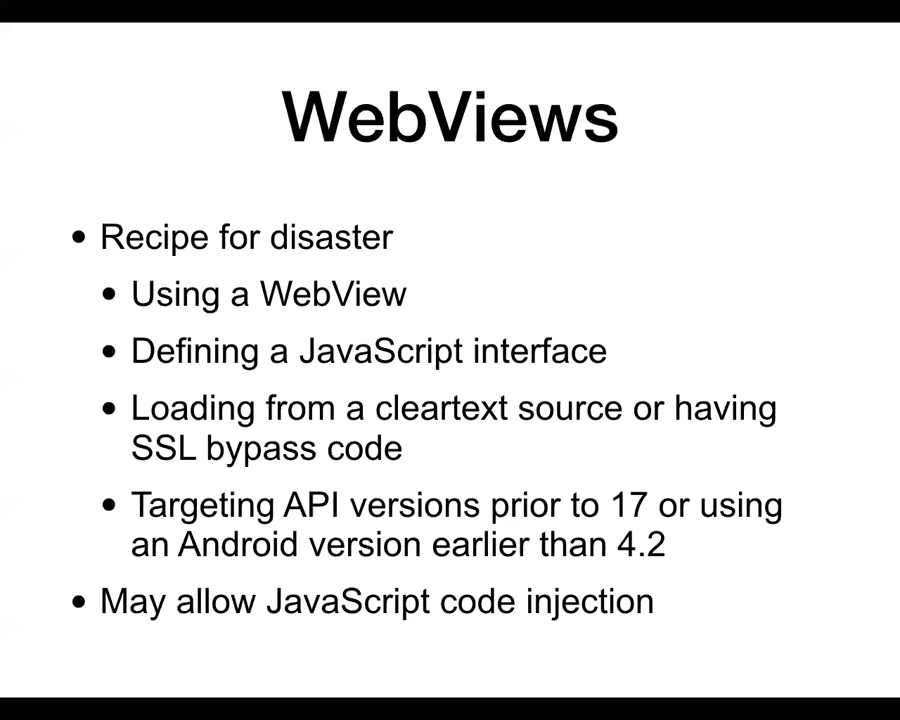 WebViews
• Recipe for disaster
• Using a WebView
• Defining a JavaScript interface
• Loading from a cleartext source or having
SSL bypass code
• Targeting API versions prior to 17 or using
an Android version earlier than 4.2
• May allow JavaScript code injection